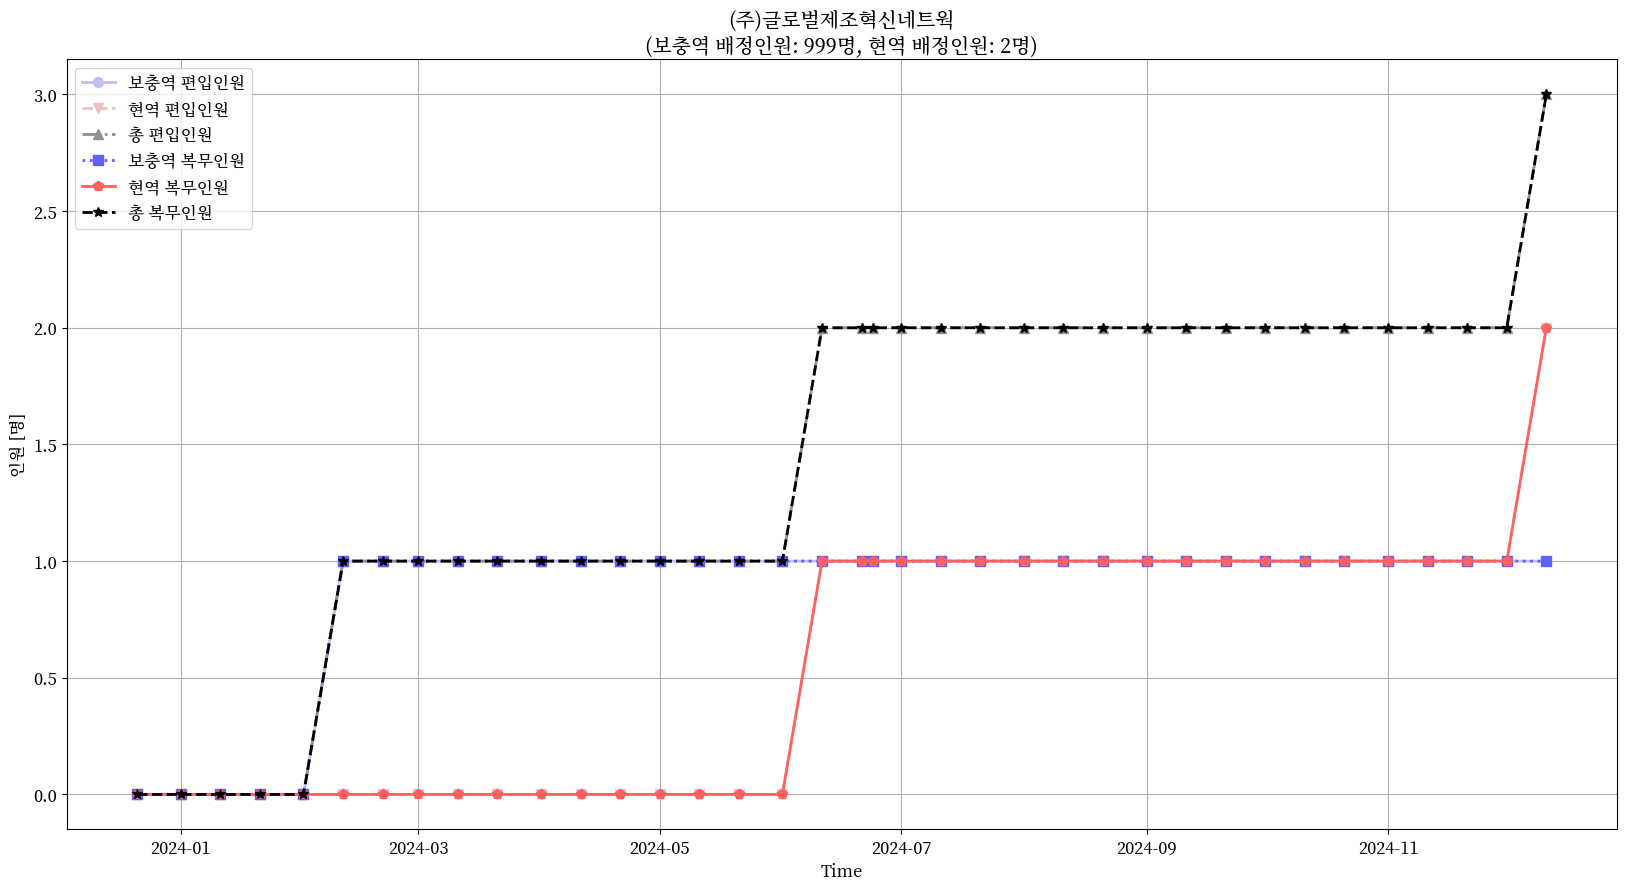 (주)글로벌제조혁신네트웍
(보충역 배정인원: 999명, 현역 배정인원: 2명)
보충역 편입인원
현역 편입인원
총 편입인원
보충역 복무인원
현역 복무인원
총 복무인원
3.0
2.5
2.0
1.5
1.0
0.5
0.0
인원 [명]
2024-01
2024-03
2024-05
2024-07
2024-09
2024-11
Time